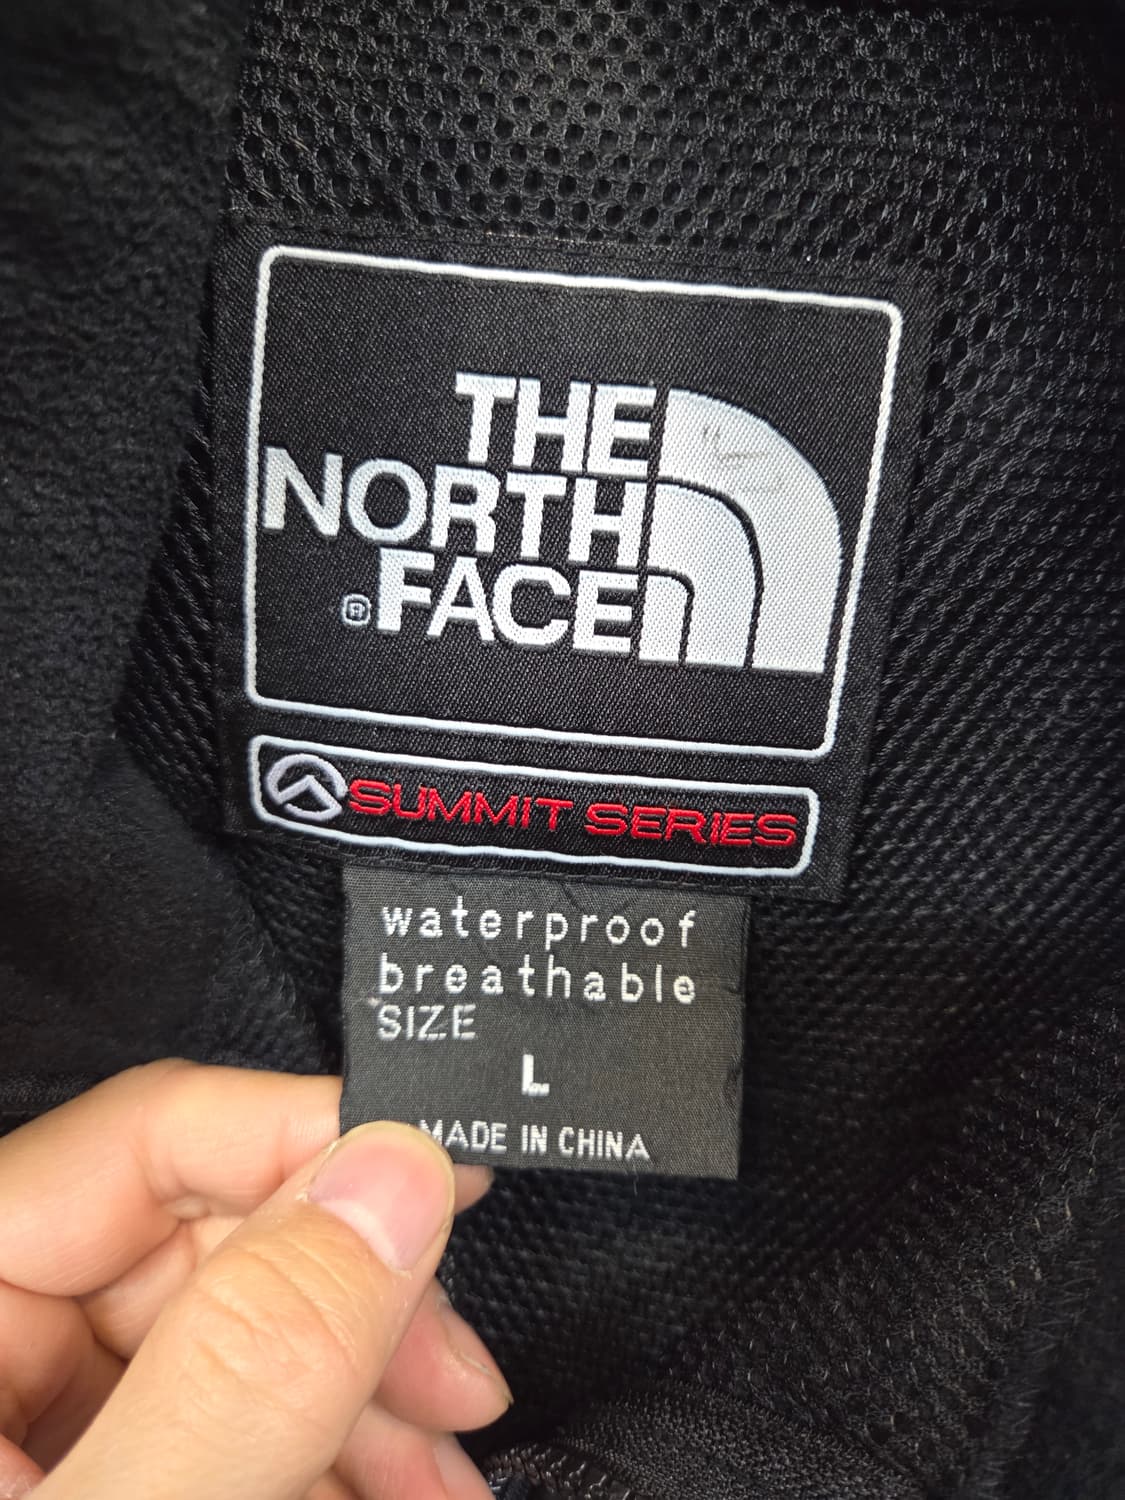 THE
NORTH
®FACE
SUMMIT SERIES
waterproof
breathable
SIZE
L
MADE IN CHINA